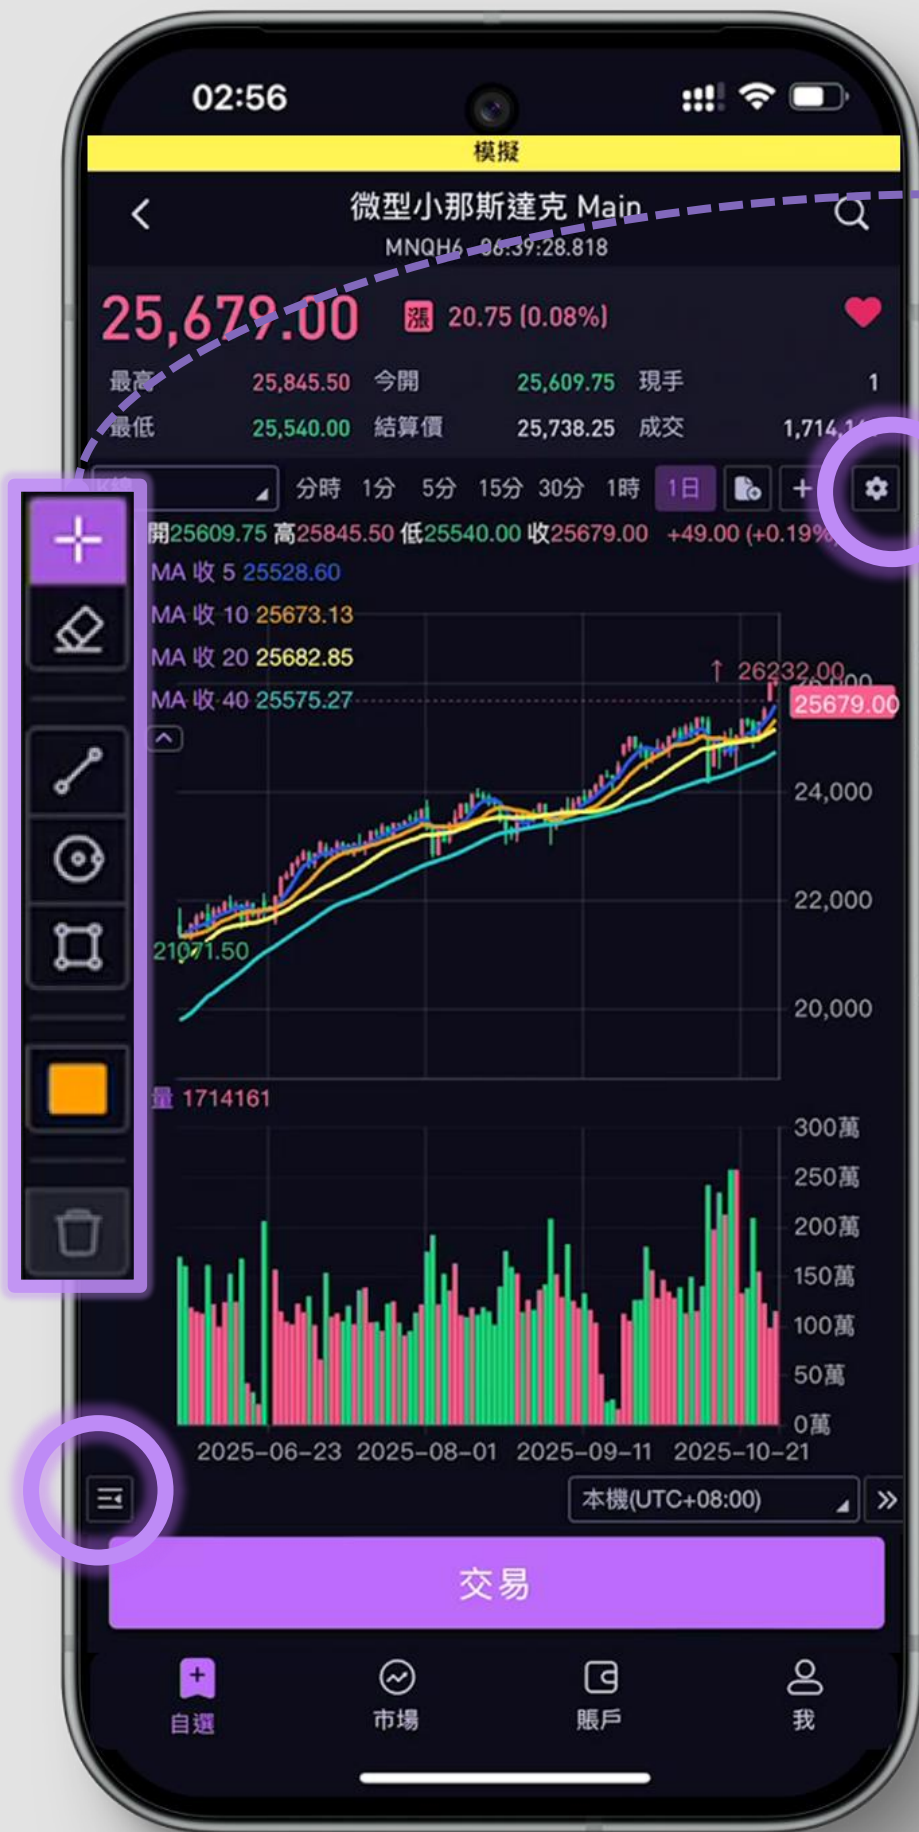 02:56
模擬
微型小那斯達克 Main
MNQH6 06:39:28.818
25,679.00 漲 20.75 (0.08%)
最高 25,845.50 今開 25,609.75 現手 1
最低 25,540.00 結算價 25,738.25 成交
分時 1分 5分 15分 30分 1時 1日
開25609.75 高25845.50 低25540.00 收25679.00 +49.00 (+0.19%
MA 收 5 25528.60
MA 收 10 25673.13
MA 收 20 25682.85
↑ 26232.00
MA 收 40 25575.27
25679.00
24,000
22,000
21071.50
20,000
量 1714161
300萬
250萬
200萬
150萬
100萬
50萬
0萬
2025-06-23 2025-08-01 2025-09-11 2025-10-21
本機(UTC+08:00)
交易
自選 市場 賬戶 我